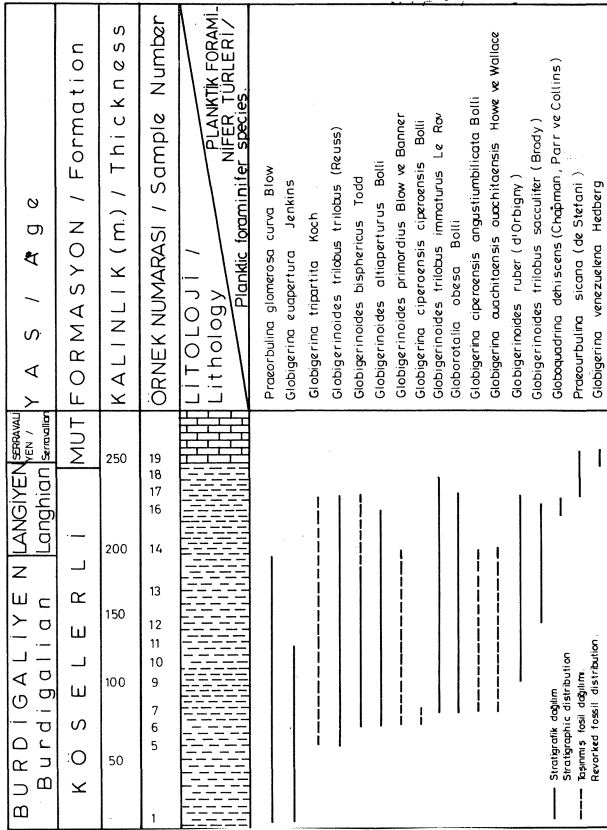 YAŞ / Age
FORMASYON / Formation
KALINLIK (m.) / Thickness
ÖRNEK NUMARASI / Sample Number
LİTOLOJİ /
Lithology
PLANKTİK FORAMİ-
NİFER TÜRLERİ /
Planktic foraminifer species.
Praeorbulina glomerosa curva Blow
Globigerina euapertura Jenkins
Globigerina tripartita Koch
Globigerinoides trilobus trilobus (Reuss)
Globigerinoides bisphericus Todd
Globigerinoides altiaperturus Bolli
Globigerinoides primordius Blow ve Banner
Globigerina ciperoensis ciperoensis Bolli
Globigerinoides trilobus immaturus Le Roy
Globorotalia obesa Bolli
Globigerina ciperoensis angustiumbilicata Bolli
Globigerina ouachitaensis Howe ve Wallace
Globigerinoides ruber (d'Orbigny)
Globigerinoides trilobus sacculifer (Brady)
Globoquadrina dehiscens (Chapman, Parr ve Collins)
Praeourbulina sicana (de Stefani)
Globigerina venezuelena Hedberg
SERRAVALİ
YEN /
Serravallian
LANGİYEN
Langhian
BURDİGALİYEN
Burdigalian
MUT
KÖSELERLİ
250
200
150
100
50
19
18
17
16
14
13
12
11
10
9
7
6
5
1
Stratigrafik dağılım
Stratigraphic distribution
Taşınmış fosil dağılım.
Revorked fossil distribution.